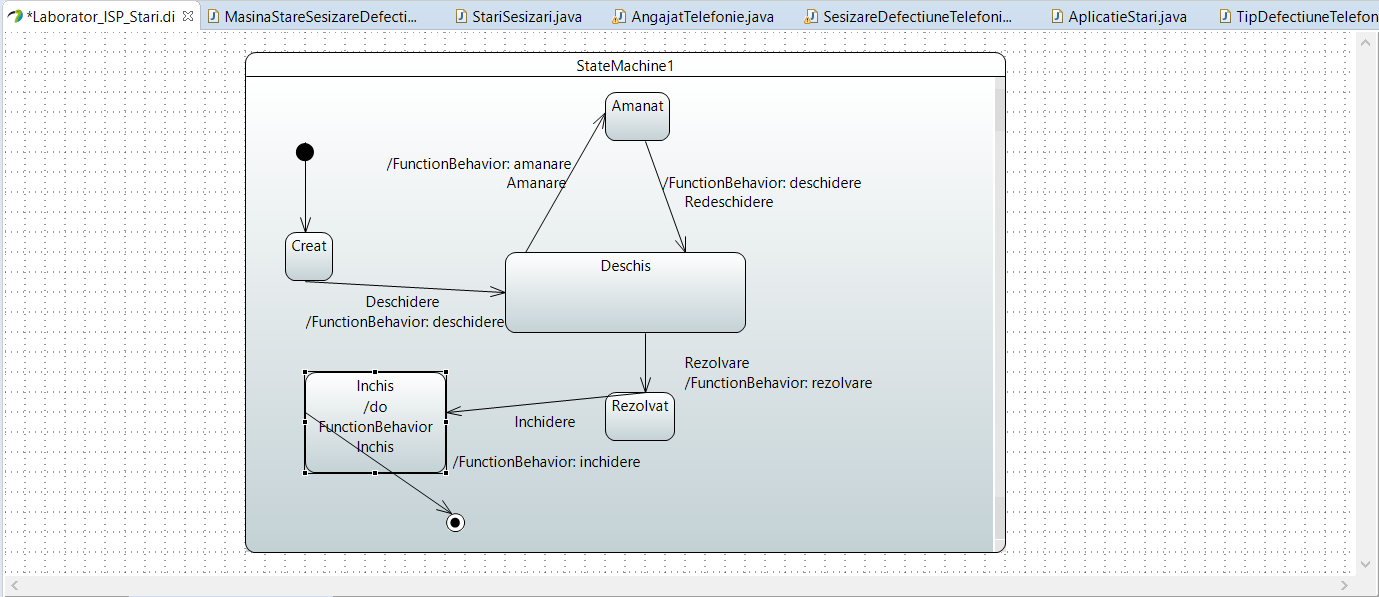 *Laborator_ISP_Stari.di
MasinaStareSesizareDefecti...
StariSesizari.java
AngajatTelefonie.java
SesizareDefectiuneTelefoni...
AplicatieStari.java
TipDefectiuneTelefon
StateMachine1
Amanat
/FunctionBehavior: amanare
Amanare
/FunctionBehavior: deschidere
Redeschidere
Creat
Deschis
Deschidere
/FunctionBehavior: deschidere
Rezolvare
/FunctionBehavior: rezolvare
Inchis
/do
FunctionBehavior
Inchis
Rezolvat
Inchidere
/FunctionBehavior: inchidere